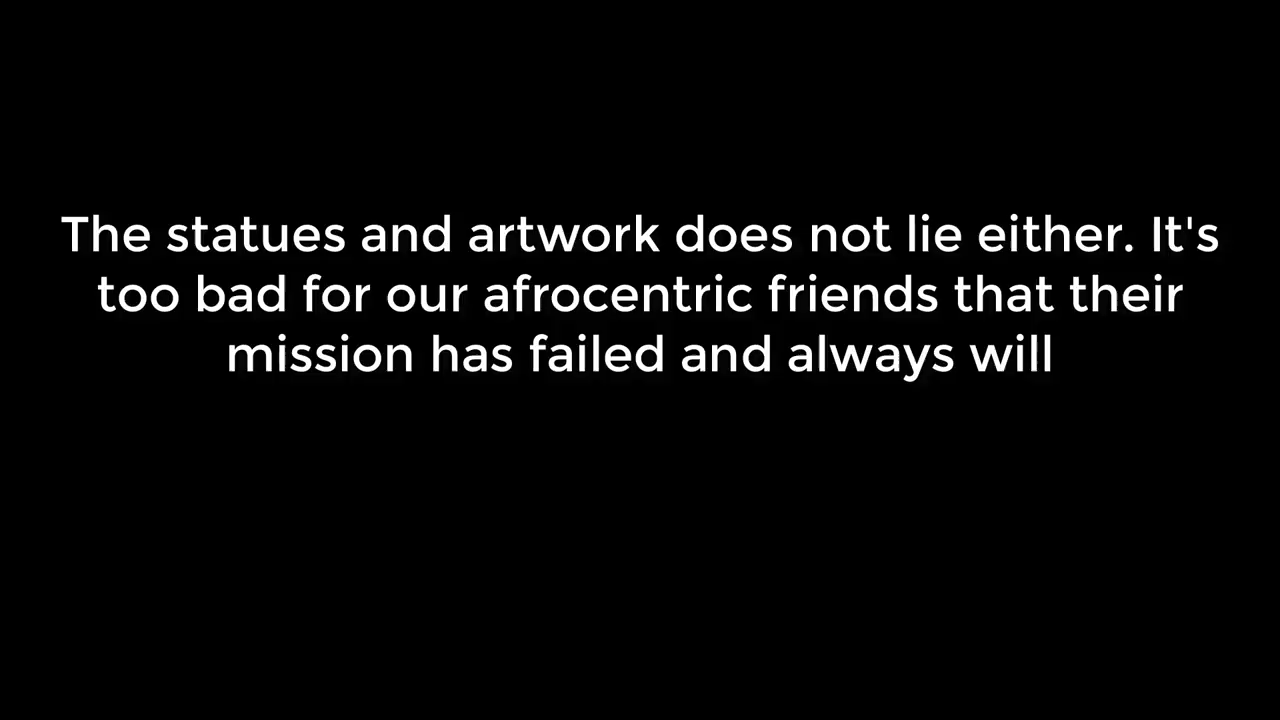 The statues and artwork does not lie either. It's
too bad for our afrocentric friends that their
mission has failed and always will